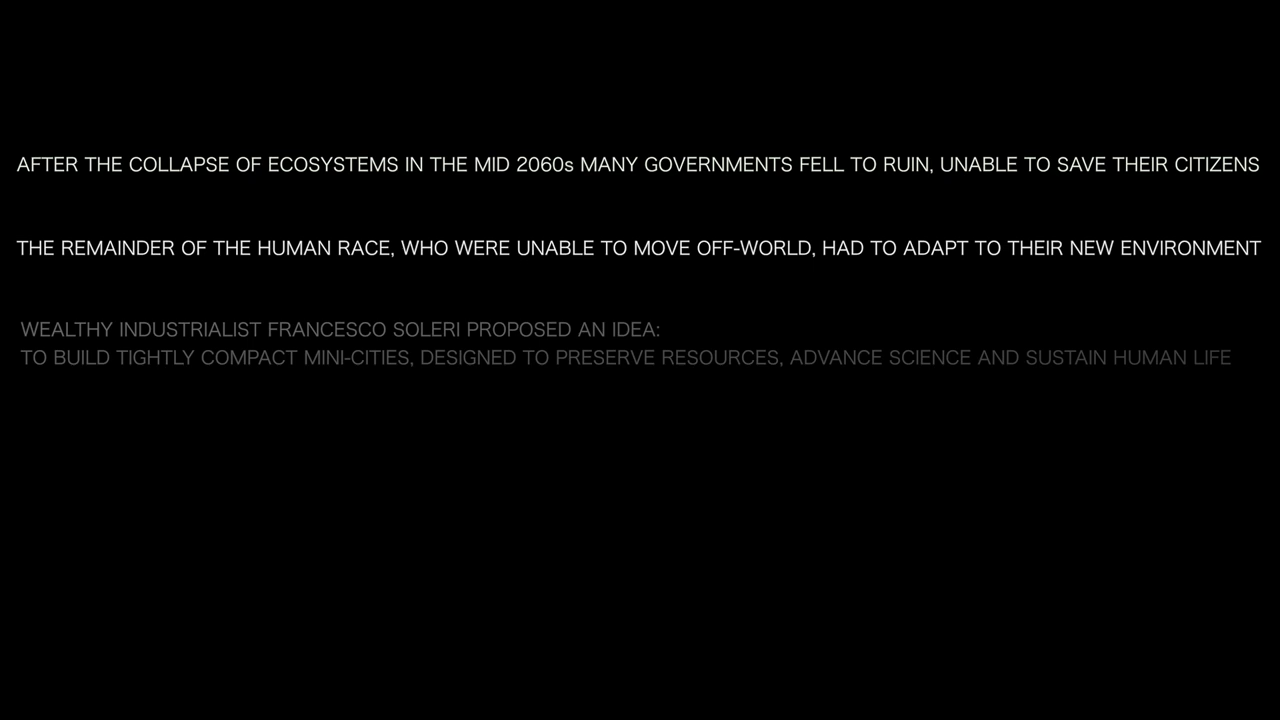 AFTER THE COLLAPSE OF ECOSYSTEMS IN THE MID 2060s MANY GOVERNMENTS FELL TO RUIN, UNABLE TO SAVE THEIR CITIZENS
THE REMAINDER OF THE HUMAN RACE, WHO WERE UNABLE TO MOVE OFF-WORLD, HAD TO ADAPT TO THEIR NEW ENVIRONMENT
WEALTHY INDUSTRIALIST FRANCESCO SOLERI PROPOSED AN IDEA:
TO BUILD TIGHTLY COMPACT MINI-CITIES, DESIGNED TO PRESERVE RESOURCES, ADVANCE SCIENCE AND SUSTAIN HUMAN LIFE